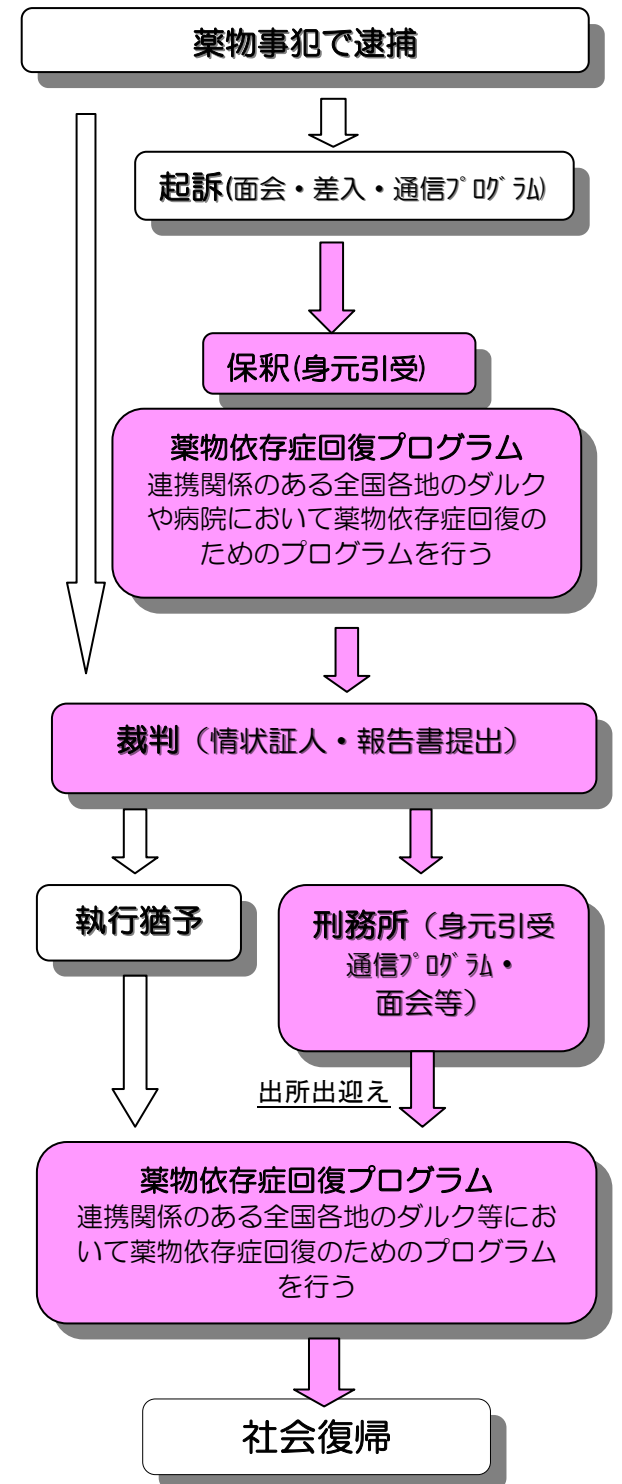 薬物事犯で逮捕
起訴(面会・差入・通信ﾌﾟﾛｸﾞﾗﾑ)
保釈(身元引受)
薬物依存症回復プログラム
連携関係のある全国各地のダルク
や病院において薬物依存症回復の
ためのプログラムを行う
裁判（情状証人・報告書提出）
執行猶予
刑務所（身元引受
通信ﾌﾟﾛｸﾞﾗﾑ・
面会等）
出所出迎え
薬物依存症回復プログラム
連携関係のある全国各地のダルク等にお
いて薬物依存症回復のためのプログラム
を行う
社会復帰